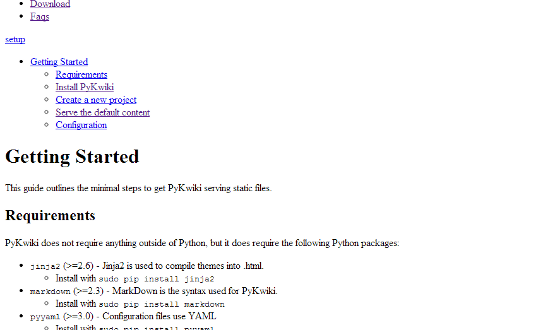 Download
Faqs
setup
Getting Started
Requirements
Install PyKwiki
Create a new project
Serve the default content
Configuration
Getting Started
This guide outlines the minimal steps to get PyKwiki serving static files.
Requirements
PyKwiki does not require anything outside of Python, but it does require the following Python packages:
jinja2 (>=2.6) - Jinja2 is used to compile themes into .html.
Install with sudo pip install jinja2
markdown (>=2.3) - MarkDown is the syntax used for PyKwiki.
Install with sudo pip install markdown
pyyaml (>=3.0) - Configuration files use YAML
Install with sudo pip install pyyaml